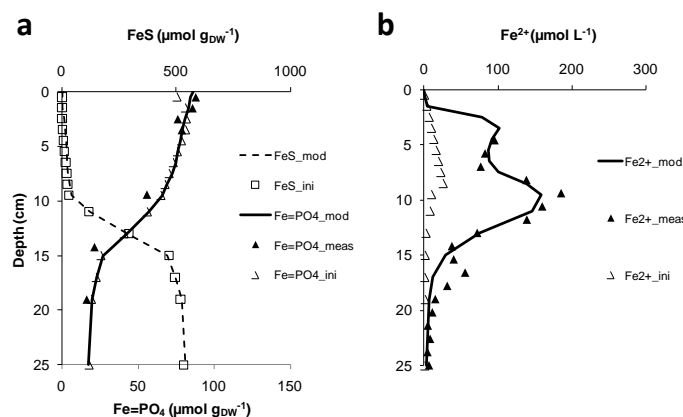 a
FeS (µmol gDW⁻¹)
0 500 1000
0
5
10
15
20
25
Depth (cm)
FeS_mod
FeS_ini
Fe=PO4_mod
Fe=PO4_meas
Fe=PO4_ini
0 50 100 150
Fe=PO₄ (µmol gDW⁻¹)
b
Fe²⁺(µmol L⁻¹)
0 100 200 300
0
5
10
15
20
25
Fe2+_mod
Fe2+_meas
Fe2+_ini